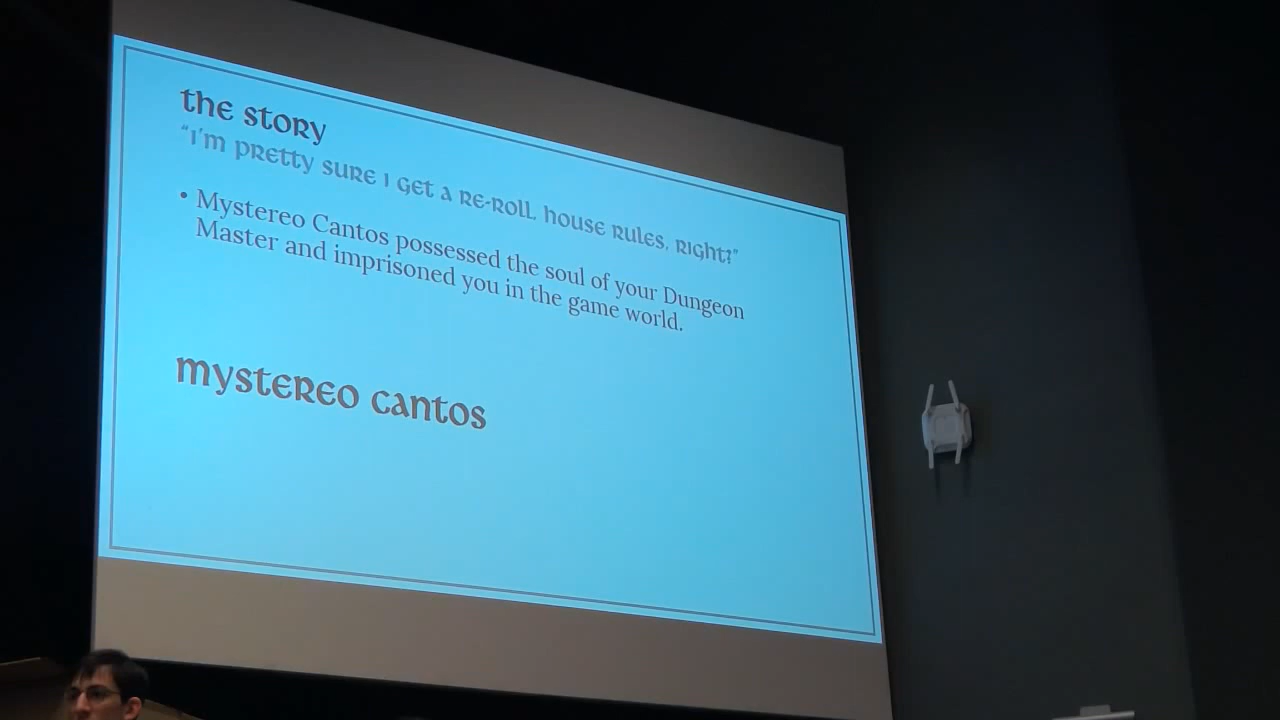 the story
"I'm pretty sure I get a re-roll, house rules, right?"
• Mystereo Cantos possessed the soul of your Dungeon
Master and imprisoned you in the game world.
mystereo cantos